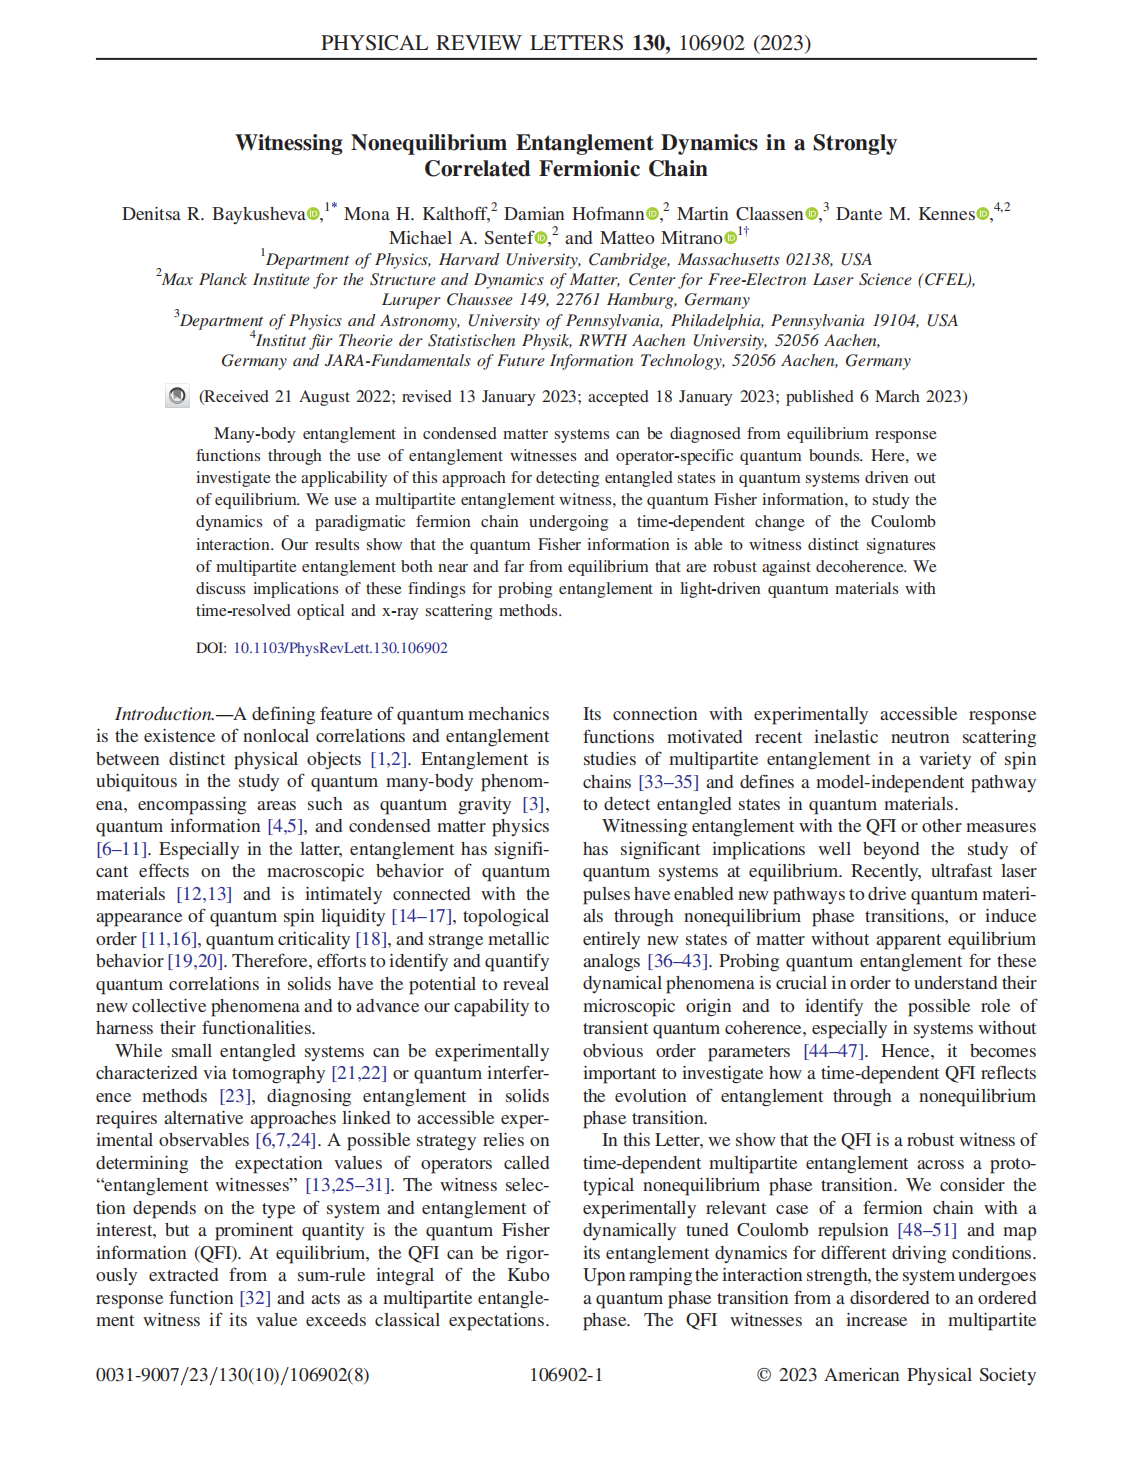 PHYSICAL REVIEW LETTERS 130, 106902 (2023)
Witnessing Nonequilibrium Entanglement Dynamics in a Strongly
Correlated Fermionic Chain
Denitsa R. Baykusheva,1* Mona H. Kalthoff,2 Damian Hofmann,2 Martin Claassen,3 Dante M. Kennes,4,2
Michael A. Sentef,2 and Matteo Mitrano1†
1Department of Physics, Harvard University, Cambridge, Massachusetts 02138, USA
2Max Planck Institute for the Structure and Dynamics of Matter, Center for Free-Electron Laser Science (CFEL),
Luruper Chaussee 149, 22761 Hamburg, Germany
3Department of Physics and Astronomy, University of Pennsylvania, Philadelphia, Pennsylvania 19104, USA
4Institut für Theorie der Statistischen Physik, RWTH Aachen University, 52056 Aachen,
Germany and JARA-Fundamentals of Future Information Technology, 52056 Aachen, Germany
(Received 21 August 2022; revised 13 January 2023; accepted 18 January 2023; published 6 March 2023)
Many-body entanglement in condensed matter systems can be diagnosed from equilibrium response
functions through the use of entanglement witnesses and operator-specific quantum bounds. Here, we
investigate the applicability of this approach for detecting entangled states in quantum systems driven out
of equilibrium. We use a multipartite entanglement witness, the quantum Fisher information, to study the
dynamics of a paradigmatic fermion chain undergoing a time-dependent change of the Coulomb
interaction. Our results show that the quantum Fisher information is able to witness distinct signatures
of multipartite entanglement both near and far from equilibrium that are robust against decoherence. We
discuss implications of these findings for probing entanglement in light-driven quantum materials with
time-resolved optical and x-ray scattering methods.
DOI: 10.1103/PhysRevLett.130.106902
Introduction.—A defining feature of quantum mechanics
is the existence of nonlocal correlations and entanglement
between distinct physical objects [1,2]. Entanglement is
ubiquitous in the study of quantum many-body phenom-
ena, encompassing areas such as quantum gravity [3],
quantum information [4,5], and condensed matter physics
[6–11]. Especially in the latter, entanglement has signifi-
cant effects on the macroscopic behavior of quantum
materials [12,13] and is intimately connected with the
appearance of quantum spin liquidity [14–17], topological
order [11,16], quantum criticality [18], and strange metallic
behavior [19,20]. Therefore, efforts to identify and quantify
quantum correlations in solids have the potential to reveal
new collective phenomena and to advance our capability to
harness their functionalities.
While small entangled systems can be experimentally
characterized via tomography [21,22] or quantum interfer-
ence methods [23], diagnosing entanglement in solids
requires alternative approaches linked to accessible exper-
imental observables [6,7,24]. A possible strategy relies on
determining the expectation values of operators called
“entanglement witnesses” [13,25–31]. The witness selec-
tion depends on the type of system and entanglement of
interest, but a prominent quantity is the quantum Fisher
information (QFI). At equilibrium, the QFI can be rigor-
ously extracted from a sum-rule integral of the Kubo
response function [32] and acts as a multipartite entangle-
ment witness if its value exceeds classical expectations.
Its connection with experimentally accessible response
functions motivated recent inelastic neutron scattering
studies of multipartite entanglement in a variety of spin
chains [33–35] and defines a model-independent pathway
to detect entangled states in quantum materials.
Witnessing entanglement with the QFI or other measures
has significant implications well beyond the study of
quantum systems at equilibrium. Recently, ultrafast laser
pulses have enabled new pathways to drive quantum materi-
als through nonequilibrium phase transitions, or induce
entirely new states of matter without apparent equilibrium
analogs [36–43]. Probing quantum entanglement for these
dynamical phenomena is crucial in order to understand their
microscopic origin and to identify the possible role of
transient quantum coherence, especially in systems without
obvious order parameters [44–47]. Hence, it becomes
important to investigate how a time-dependent QFI reflects
the evolution of entanglement through a nonequilibrium
phase transition.
In this Letter, we show that the QFI is a robust witness of
time-dependent multipartite entanglement across a proto-
typical nonequilibrium phase transition. We consider the
experimentally relevant case of a fermion chain with a
dynamically tuned Coulomb repulsion [48–51] and map
its entanglement dynamics for different driving conditions.
Upon ramping the interaction strength, the system undergoes
a quantum phase transition from a disordered to an ordered
phase. The QFI witnesses an increase in multipartite
0031-9007/23/130(10)/106902(8)
106902-1
© 2023 American Physical Society